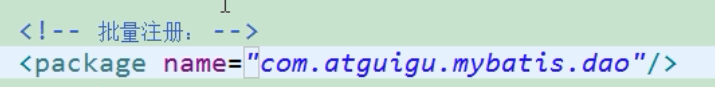 <!-- 批量注册： -->
<package name="com.atguigu.mybatis.dao"/>